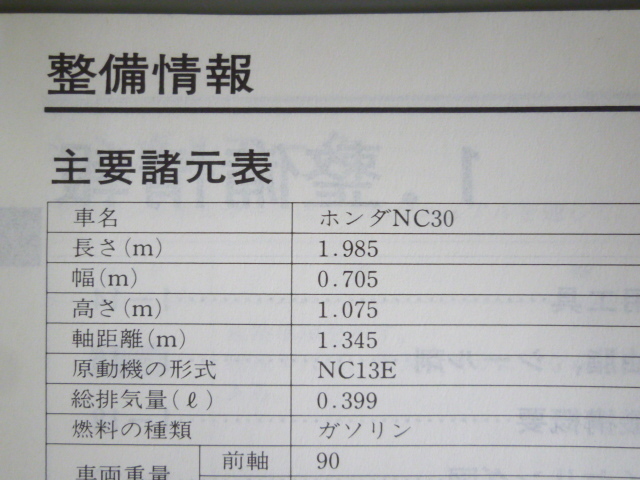 整備情報
主要諸元表
車名 ホンダNC30
長さ(m) 1.985
幅(m) 0.705
高さ(m) 1.075
軸距離(m) 1.345
原動機の形式 NC13E
総排気量(ℓ) 0.399
燃料の種類 ガソリン
車両重量 前軸 90